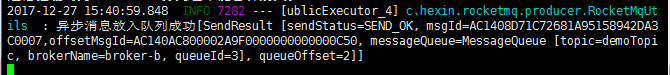 2017-12-27 15:40:59.848  INFO 7282 --- [ublicExecutor_4] c.hexin.rocketmq.producer.RocketMqUt
ils  : 异步消息放入队列成功[SendResult [sendStatus=SEND_OK, msgId=AC1408D71C72681A95158942DA3
C0007,offsetMsgId=AC140AC800002A9F0000000000000C50, messageQueue=MessageQueue [topic=demoTopi
c, brokerName=broker-b, queueId=3], queueOffset=2]]